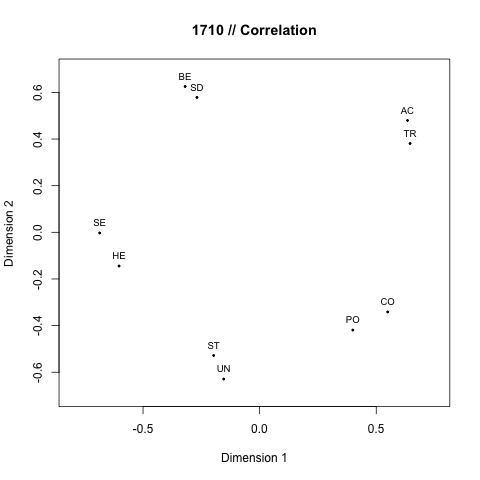 1710 // Correlation
BE
SD
AC
TR
SE
HE
CO
PO
ST
UN
0.6
0.4
0.2
0.0
-0.2
-0.4
-0.6
Dimension 2
-0.5 0.0 0.5
Dimension 1